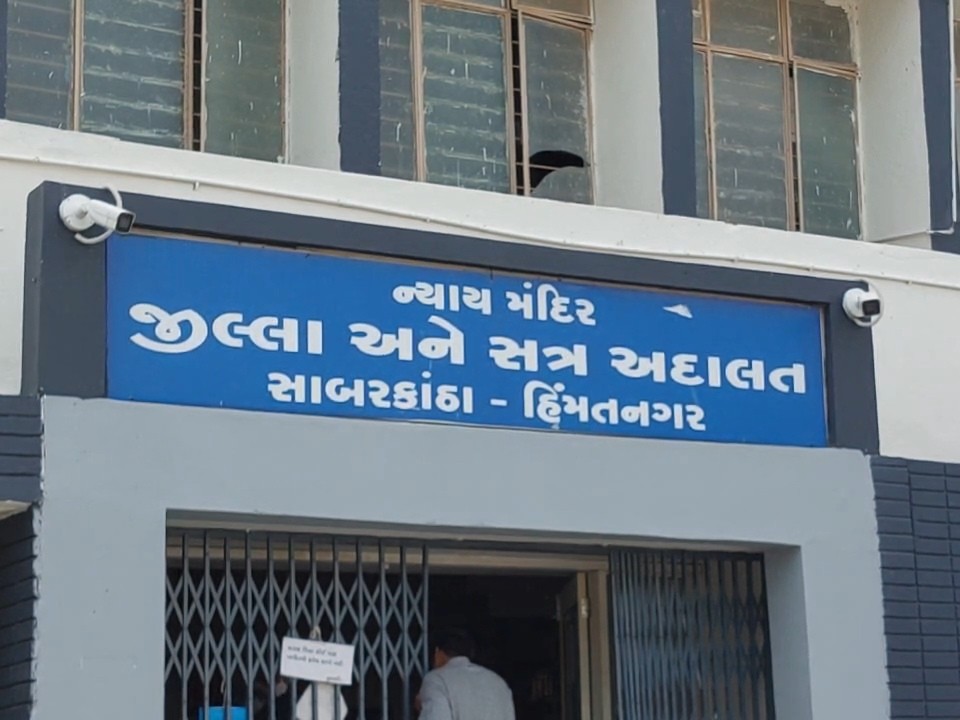 ન્યાય મંદિર
જીલ્લા અને સત્ર અદાલત
સાબરકાંઠા - હિંમતનગર